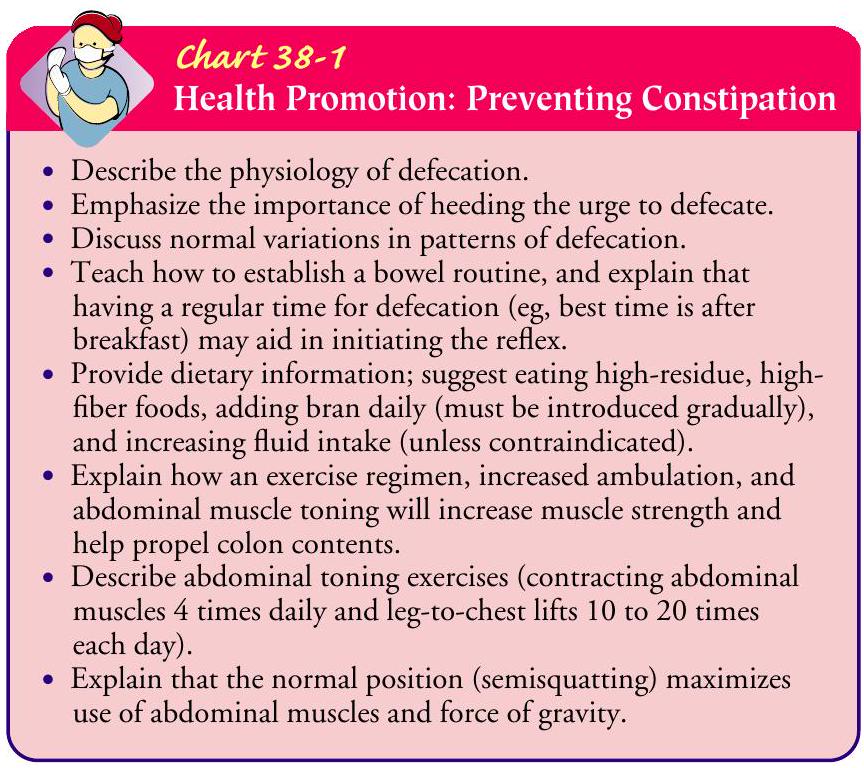 Chart 38-1
Health Promotion: Preventing Constipation
• Describe the physiology of defecation.
• Emphasize the importance of heeding the urge to defecate.
• Discuss normal variations in patterns of defecation.
• Teach how to establish a bowel routine, and explain that
having a regular time for defecation (eg, best time is after
breakfast) may aid in initiating the reflex.
• Provide dietary information; suggest eating high-residue, high-
fiber foods, adding bran daily (must be introduced gradually),
and increasing fluid intake (unless contraindicated).
• Explain how an exercise regimen, increased ambulation, and
abdominal muscle toning will increase muscle strength and
help propel colon contents.
• Describe abdominal toning exercises (contracting abdominal
muscles 4 times daily and leg-to-chest lifts 10 to 20 times
each day).
• Explain that the normal position (semisquatting) maximizes
use of abdominal muscles and force of gravity.